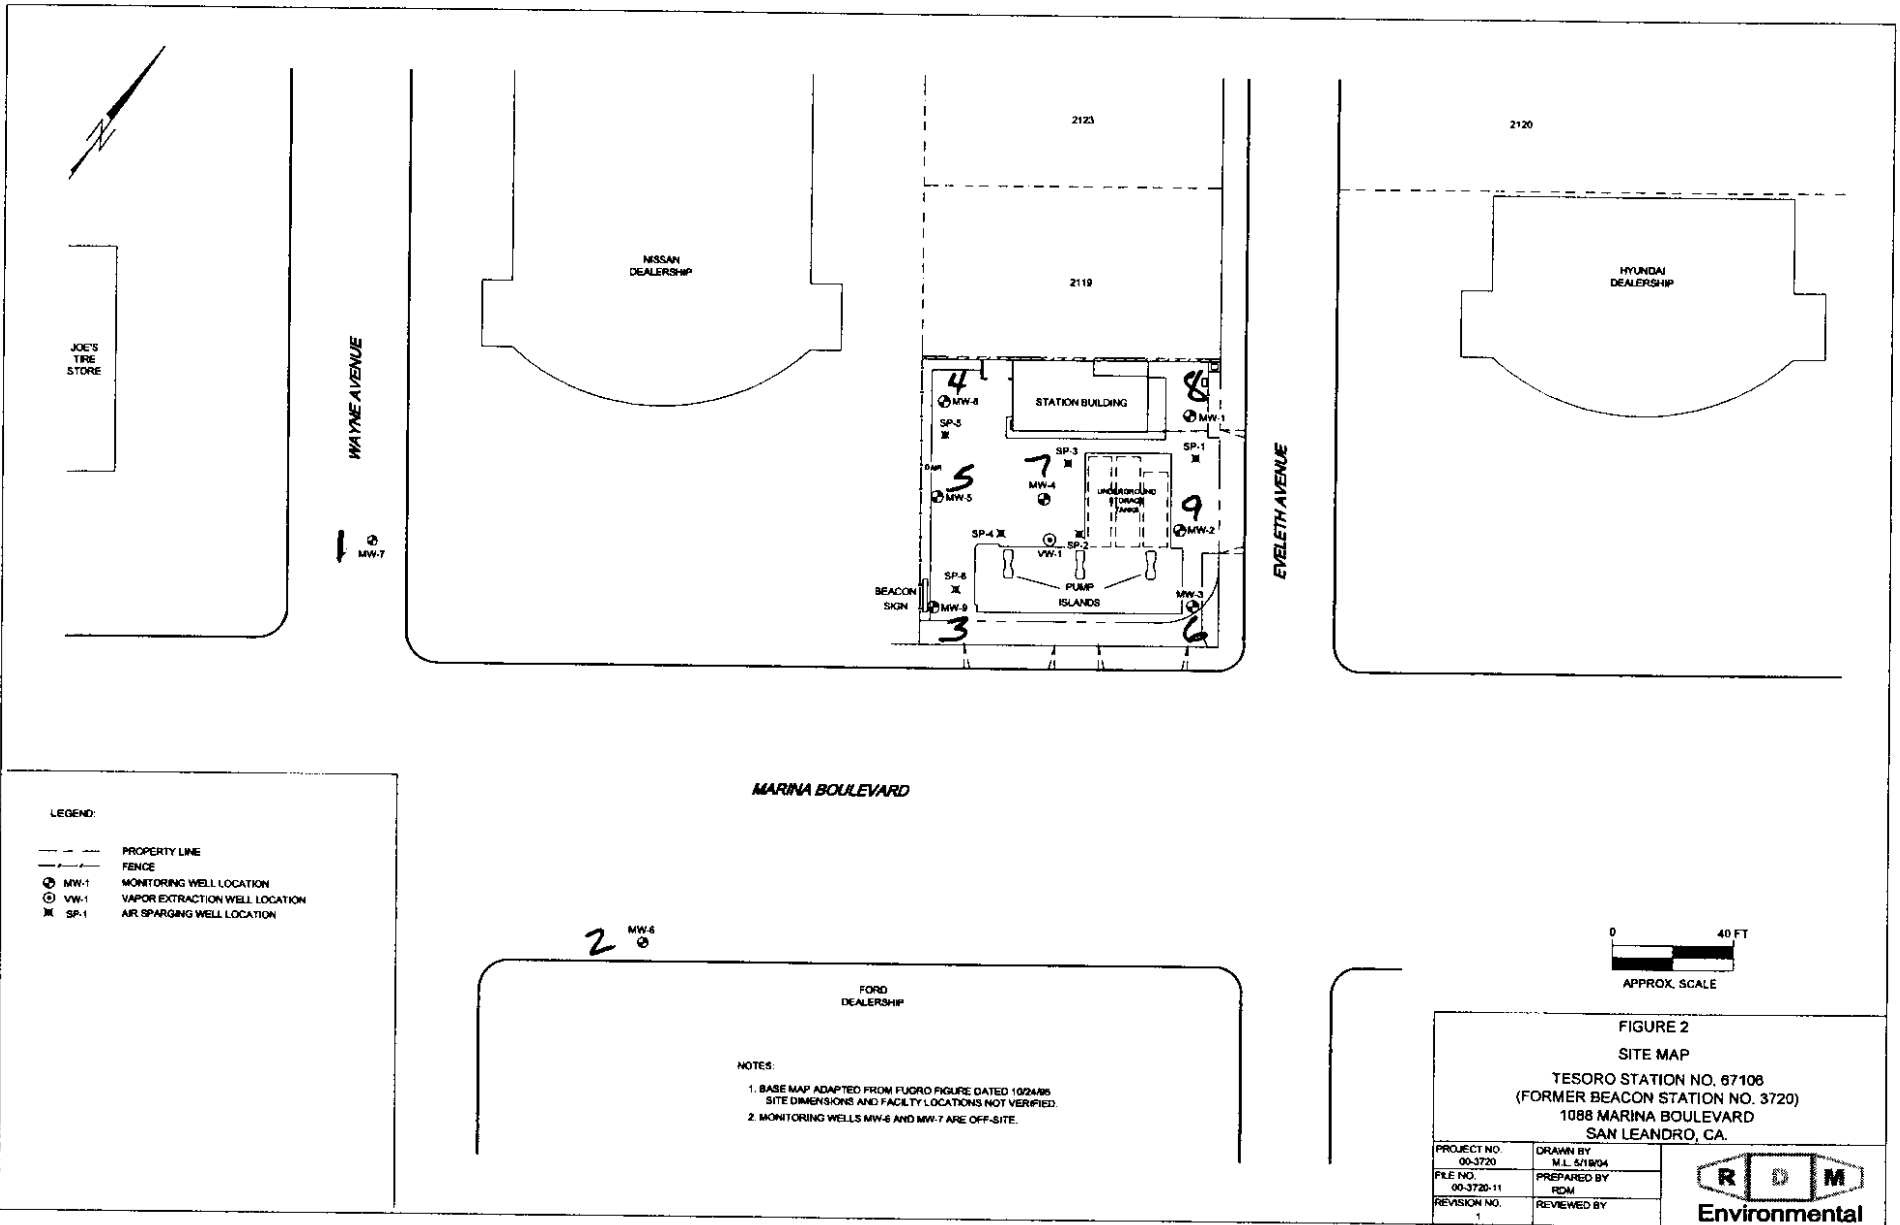 N
2123
2120
NISSAN
DEALERSHIP
HYUNDAI
DEALERSHIP
2119
JOE'S
TIRE
STORE
WAYNE AVENUE
4
MW-8
STATION BUILDING
8
MW-1
SP-5
SP-3
SP-1
7
MW-4
5
MW-5
UNDERGROUND
STORAGE
TANKS
9
MW-2
EVELETH AVENUE
SP-4
VW-1
SP-2
MW-7
SP-6
BEACON
SIGN
MW-9
3
PUMP
ISLANDS
MW-3
6
MARINA BOULEVARD
LEGEND:
PROPERTY LINE
FENCE
MW-1 MONITORING WELL LOCATION
VW-1 VAPOR EXTRACTION WELL LOCATION
SP-1 AIR SPARGING WELL LOCATION
2
MW-6
FORD
DEALERSHIP
0 40 FT
APPROX. SCALE
NOTES:
1. BASE MAP ADAPTED FROM FUGRO FIGURE DATED 10/24/95
SITE DIMENSIONS AND FACILTY LOCATIONS NOT VERIFIED.
2. MONITORING WELLS MW-6 AND MW-7 ARE OFF-SITE.
FIGURE 2
SITE MAP
TESORO STATION NO. 67106
(FORMER BEACON STATION NO. 3720)
1088 MARINA BOULEVARD
SAN LEANDRO, CA.
PROJECT NO.
00-3720
DRAWN BY
M.L. 5/19/04
FILE NO.
00-3720-11
PREPARED BY
RDM
REVISION NO.
1
REVIEWED BY
R D M
Environmental